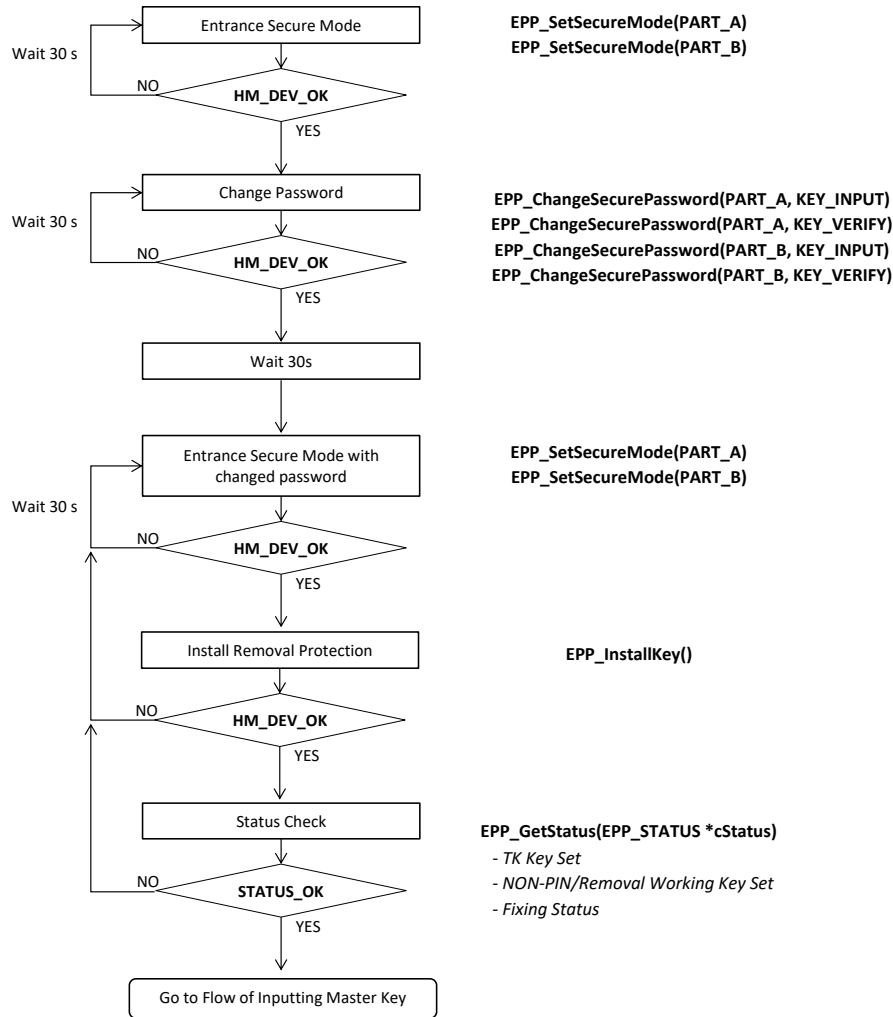 Entrance Secure Mode
EPP_SetSecureMode(PART_A)
EPP_SetSecureMode(PART_B)
Wait 30 s
NO
HM_DEV_OK
YES
Change Password
EPP_ChangeSecurePassword(PART_A, KEY_INPUT)
EPP_ChangeSecurePassword(PART_A, KEY_VERIFY)
EPP_ChangeSecurePassword(PART_B, KEY_INPUT)
EPP_ChangeSecurePassword(PART_B, KEY_VERIFY)
Wait 30 s
NO
HM_DEV_OK
YES
Wait 30s
Entrance Secure Mode with
changed password
EPP_SetSecureMode(PART_A)
EPP_SetSecureMode(PART_B)
Wait 30 s
NO
HM_DEV_OK
YES
Install Removal Protection
EPP_InstallKey()
NO
HM_DEV_OK
YES
Status Check
EPP_GetStatus(EPP_STATUS *cStatus)
- TK Key Set
- NON-PIN/Removal Working Key Set
- Fixing Status
NO
STATUS_OK
YES
Go to Flow of Inputting Master Key